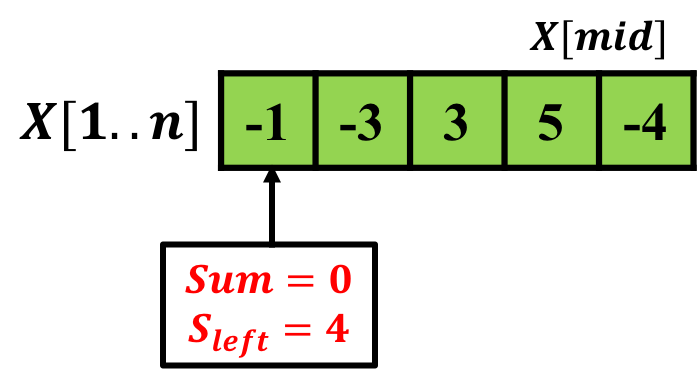 X[mid]
X[1..n] -1 -3 3 5 -4
Sum = 0
S_left = 4